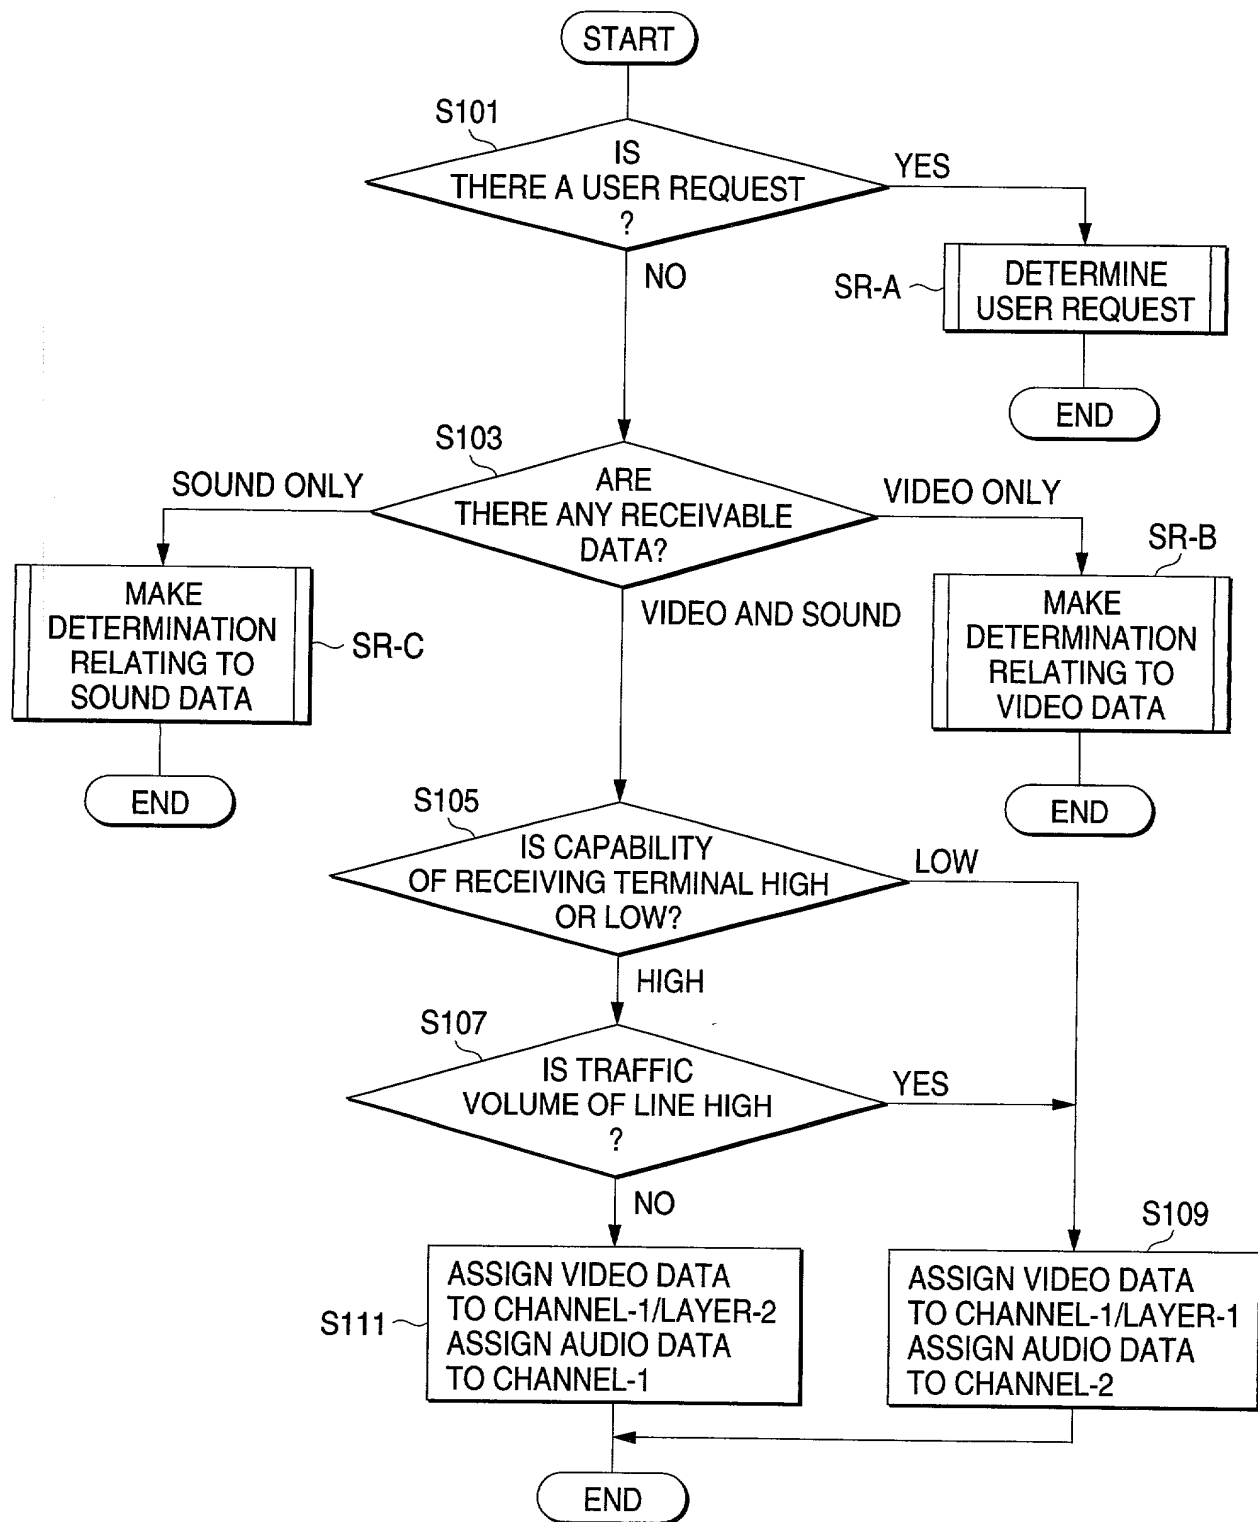 START
S101
IS
THERE A USER REQUEST
?
YES
NO
SR-A
DETERMINE
USER REQUEST
END
S103
SOUND ONLY
ARE
THERE ANY RECEIVABLE
DATA?
VIDEO ONLY
SR-B
MAKE
DETERMINATION
RELATING TO
SOUND DATA
SR-C
VIDEO AND SOUND
MAKE
DETERMINATION
RELATING TO
VIDEO DATA
END
END
S105
IS CAPABILITY
OF RECEIVING TERMINAL HIGH
OR LOW?
LOW
HIGH
S107
IS TRAFFIC
VOLUME OF LINE HIGH
?
YES
NO
S109
S111
ASSIGN VIDEO DATA
TO CHANNEL-1/LAYER-2
ASSIGN AUDIO DATA
TO CHANNEL-1
ASSIGN VIDEO DATA
TO CHANNEL-1/LAYER-1
ASSIGN AUDIO DATA
TO CHANNEL-2
END